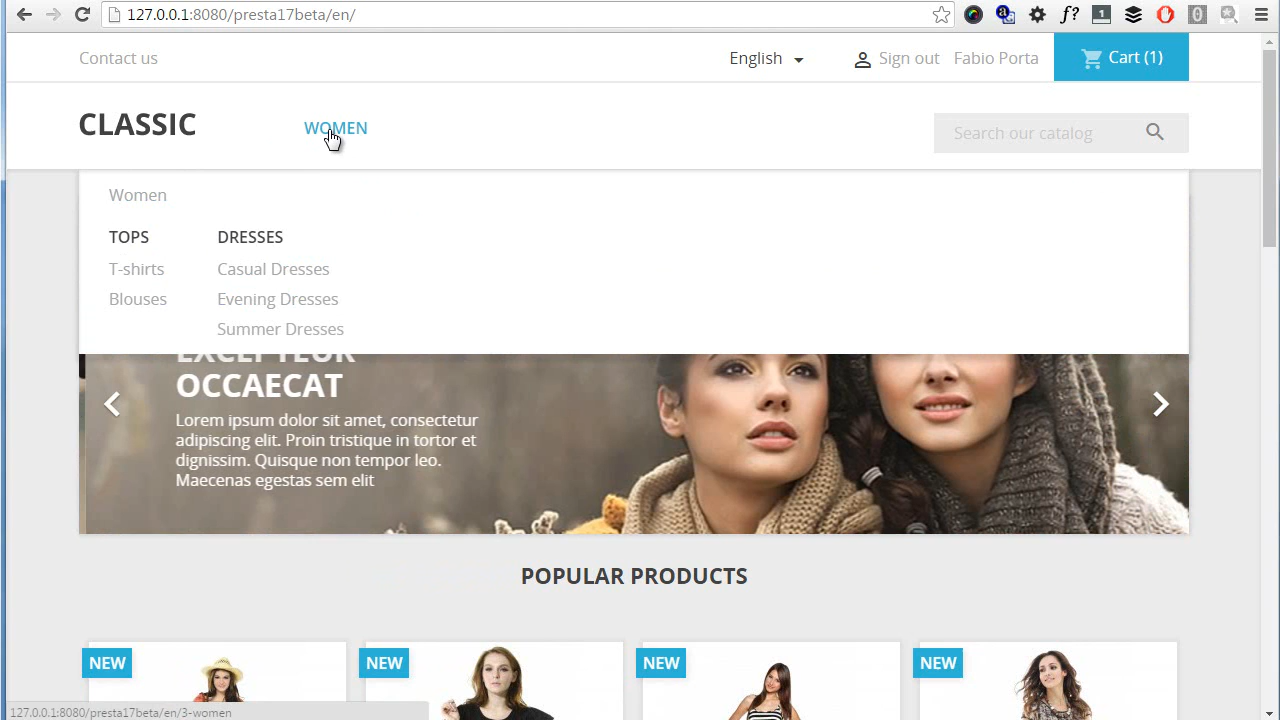 127.0.0.1:8080/presta17beta/en/
f?
1
0
Contact us
English
Sign out
Fabio Porta
Cart (1)
CLASSIC
WOMEN
Search our catalog
Women
TOPS
DRESSES
T-shirts
Casual Dresses
Blouses
Evening Dresses
Summer Dresses
EXCEPTEUR
OCCAECAT
Lorem ipsum dolor sit amet, consectetur
adipiscing elit. Proin tristique in tortor et
dignissim. Quisque non tempor leo.
Maecenas egestas sem elit
POPULAR PRODUCTS
NEW
NEW
NEW
NEW
127.0.0.1:8080/presta17beta/en/3-women